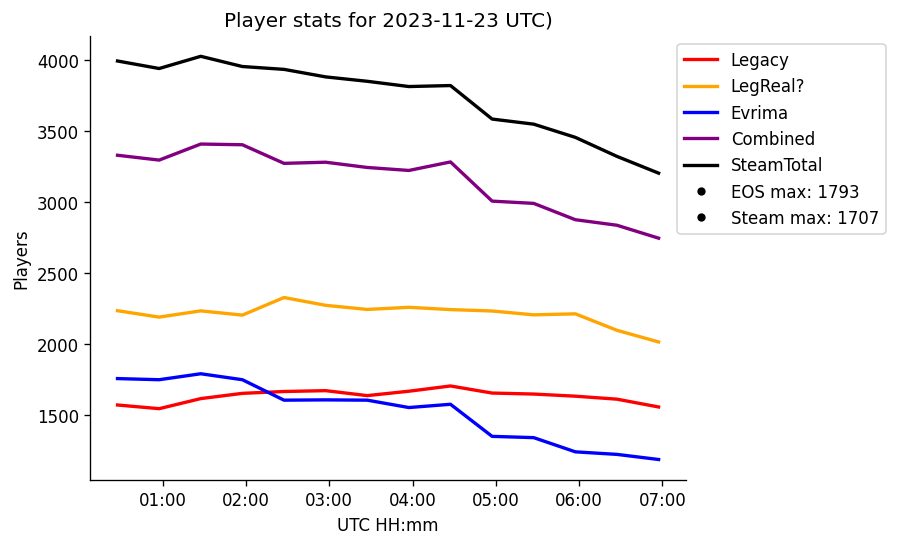 Player stats for 2023-11-23 UTC)
Legacy
LegReal?
Evrima
Combined
SteamTotal
EOS max: 1793
Steam max: 1707
Players
4000
3500
3000
2500
2000
1500
01:00 02:00 03:00 04:00 05:00 06:00 07:00
UTC HH:mm